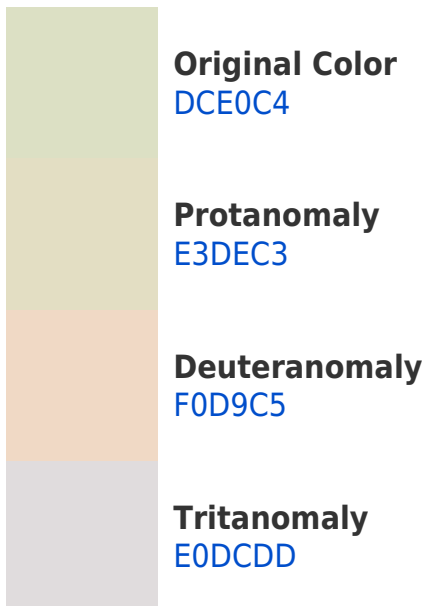 Original Color
DCE0C4
Protanomaly
E3DEC3
Deuteranomaly
F0D9C5
Tritanomaly
E0DCDD